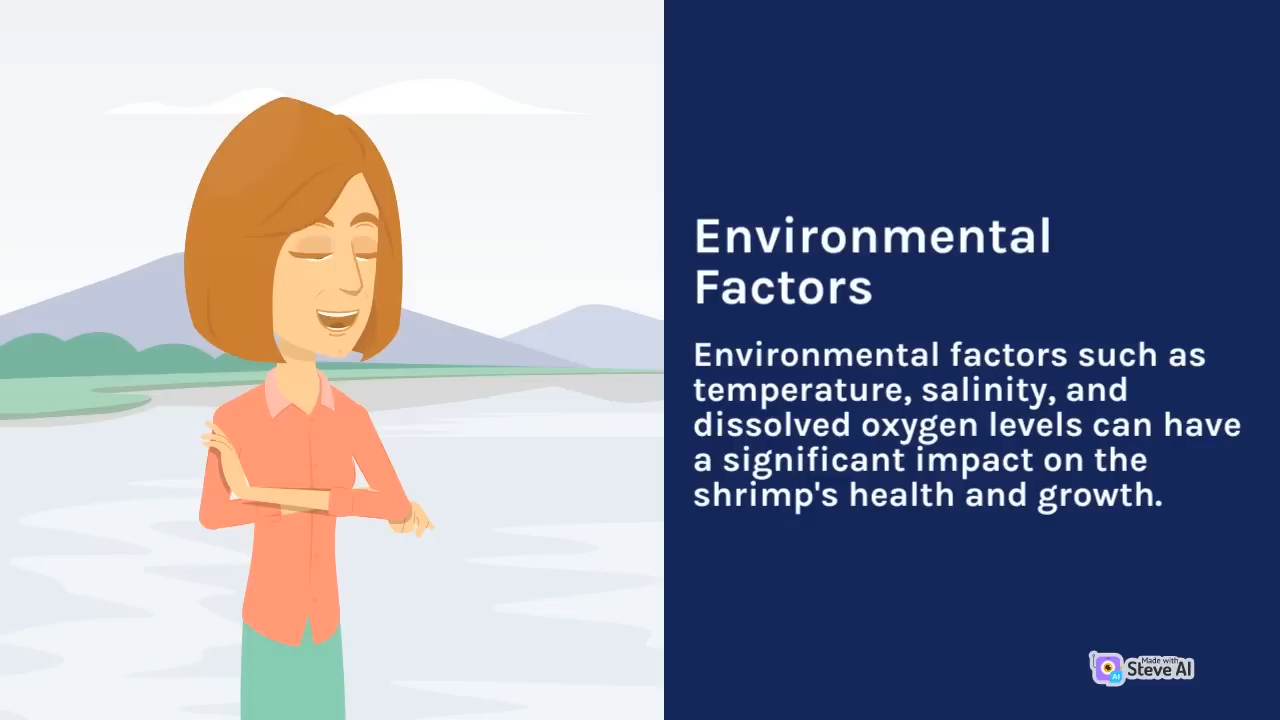 Environmental
Factors
Environmental factors such as
temperature, salinity, and
dissolved oxygen levels can have
a significant impact on the
shrimp's health and growth.
Made with
Steve AI
AI